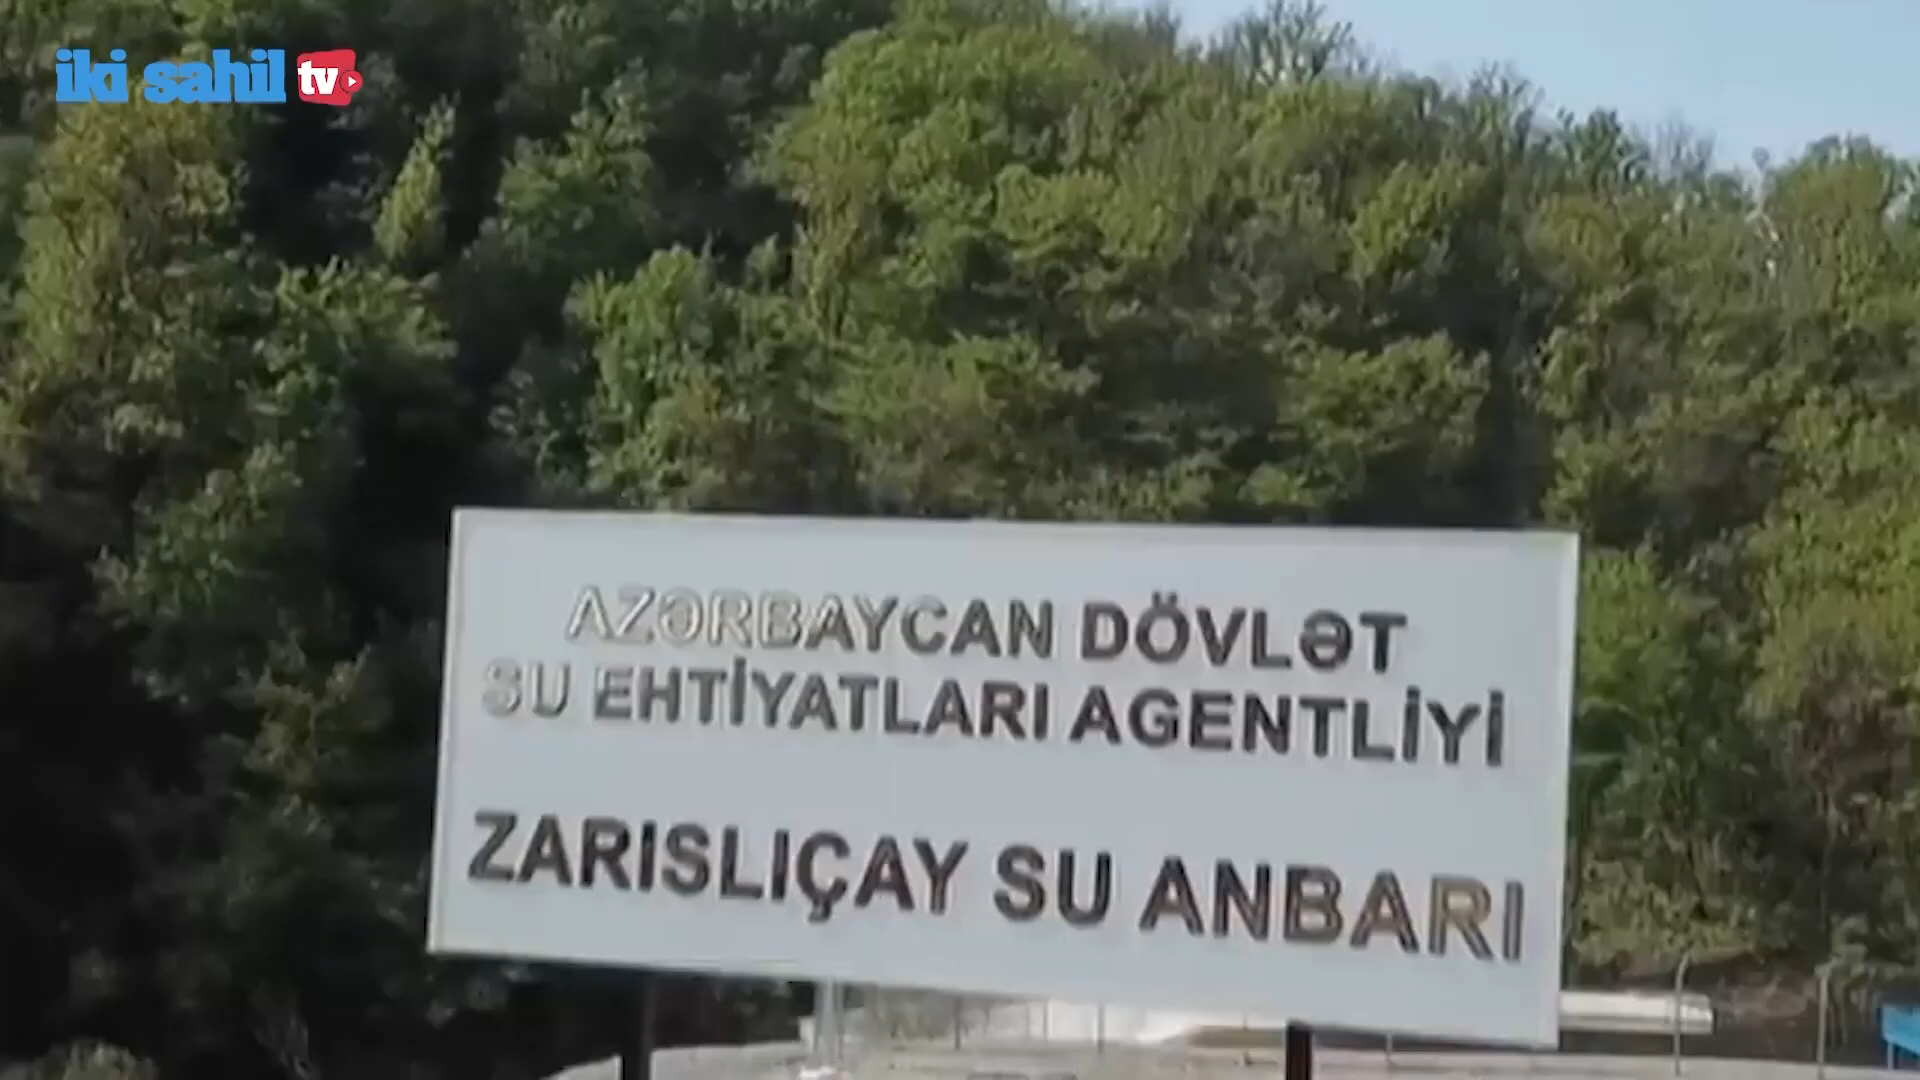 iki sahil tv
AZƏRBAYCAN DÖVLƏT
SU EHTİYATLARI AGENTLİYİ
ZARISLIÇAY SU ANBARI